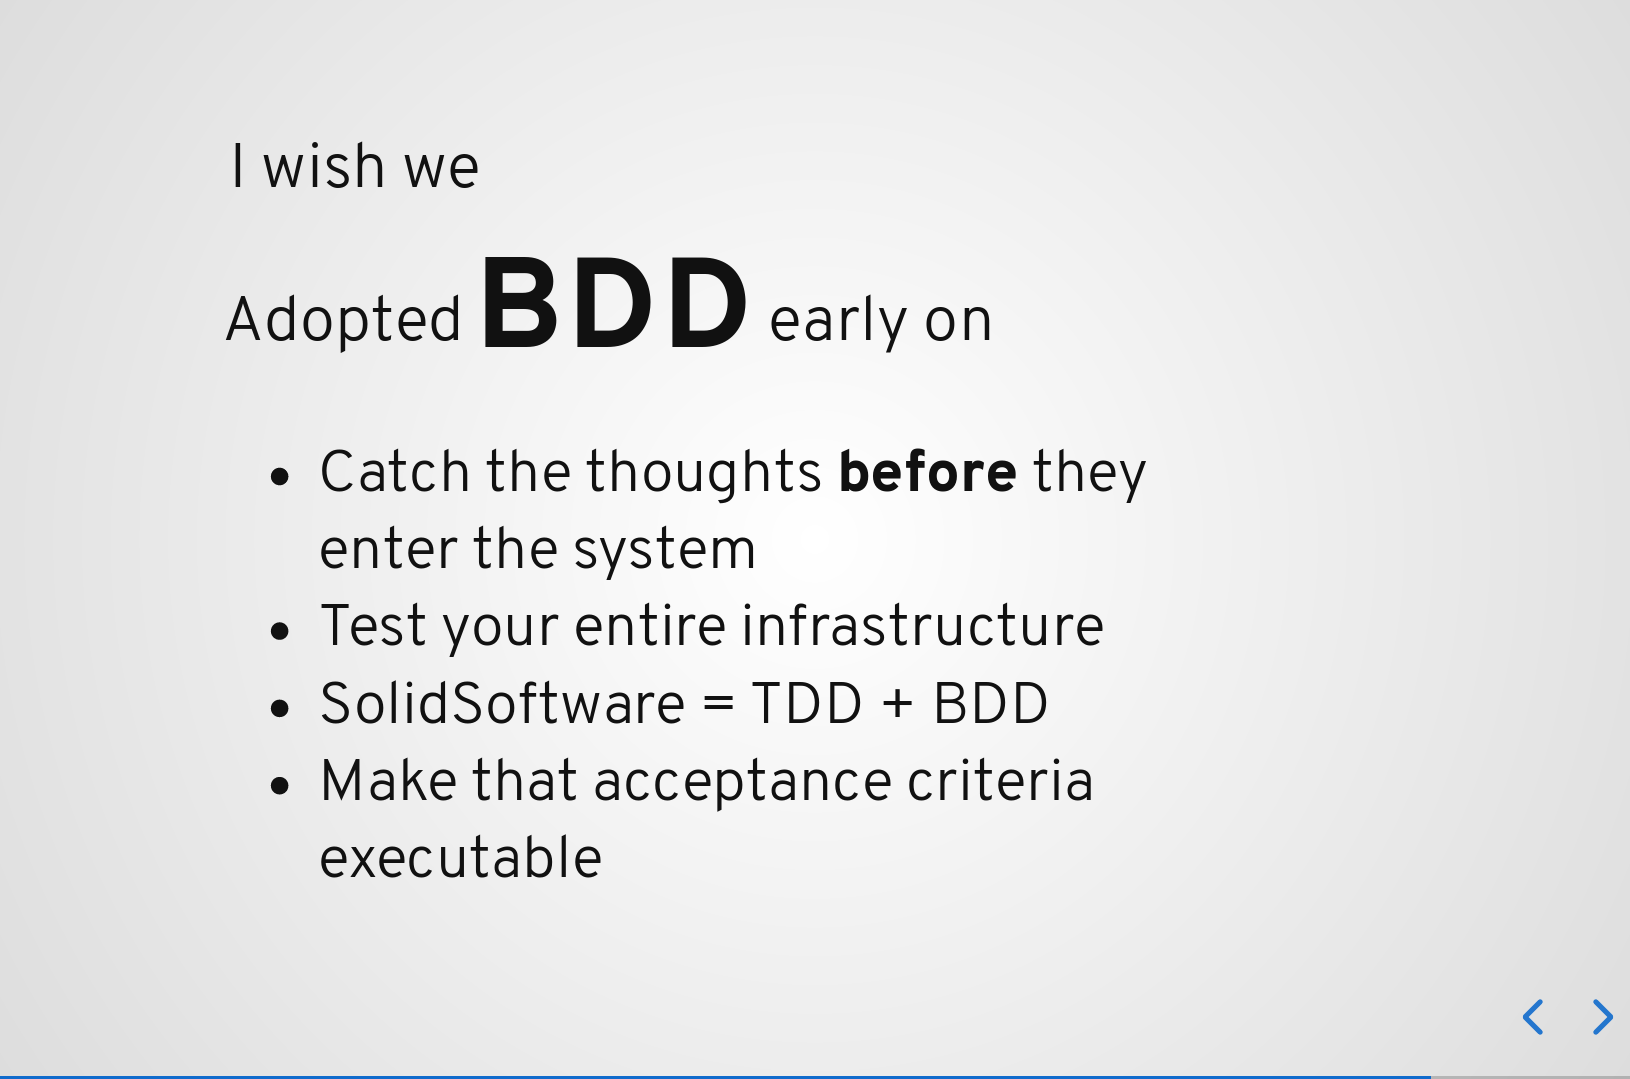 I wish we
Adopted BDD early on
• Catch the thoughts before they
enter the system
• Test your entire infrastructure
• SolidSoftware = TDD + BDD
• Make that acceptance criteria
executable